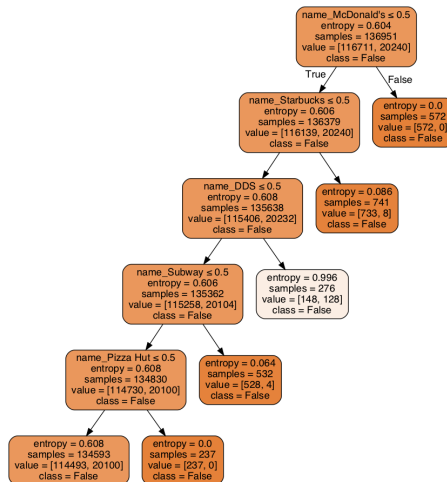 name_McDonald's ≤ 0.5
entropy = 0.604
samples = 136951
value = [116711, 20240]
class = False
True
False
name_Starbucks ≤ 0.5
entropy = 0.606
samples = 136379
value = [116139, 20240]
class = False
entropy = 0.0
samples = 572
value = [572, 0]
class = False
name_DDS ≤ 0.5
entropy = 0.608
samples = 135638
value = [115406, 20232]
class = False
entropy = 0.086
samples = 741
value = [733, 8]
class = False
name_Subway ≤ 0.5
entropy = 0.606
samples = 135362
value = [115258, 20104]
class = False
entropy = 0.996
samples = 276
value = [148, 128]
class = False
name_Pizza Hut ≤ 0.5
entropy = 0.608
samples = 134830
value = [114730, 20100]
class = False
entropy = 0.064
samples = 532
value = [528, 4]
class = False
entropy = 0.608
samples = 134593
value = [114493, 20100]
class = False
entropy = 0.0
samples = 237
value = [237, 0]
class = False